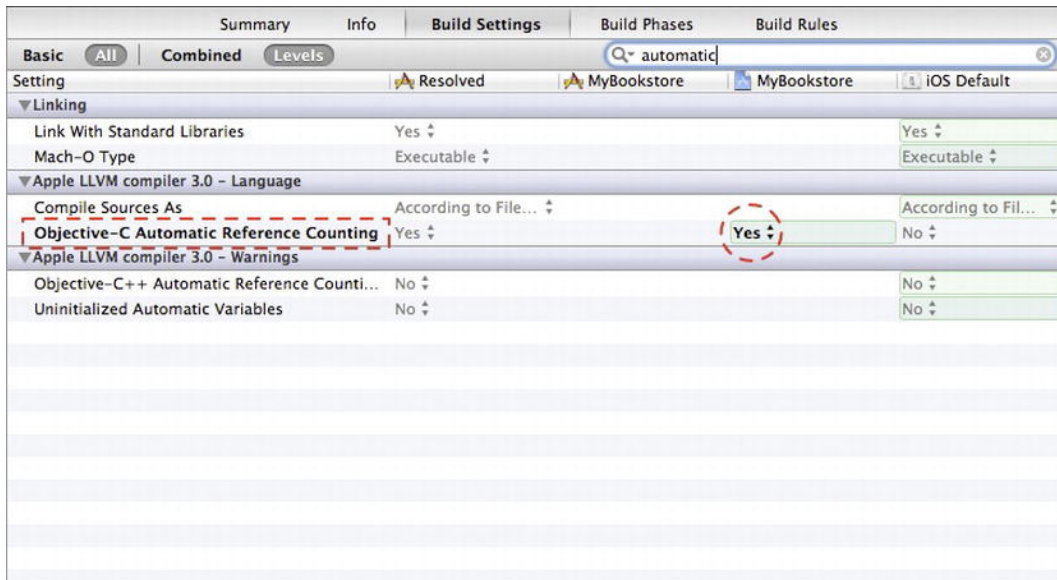 Summary Info Build Settings Build Phases Build Rules
Basic All Combined Levels automatic
Setting Resolved MyBookstore MyBookstore iOS Default
Linking
Link With Standard Libraries Yes Yes
Mach-O Type Executable Executable
Apple LLVM compiler 3.0 - Language
Compile Sources As According to File... According to Fil...
Objective-C Automatic Reference Counting Yes Yes No
Apple LLVM compiler 3.0 - Warnings
Objective-C++ Automatic Reference Counti... No No
Uninitialized Automatic Variables No No